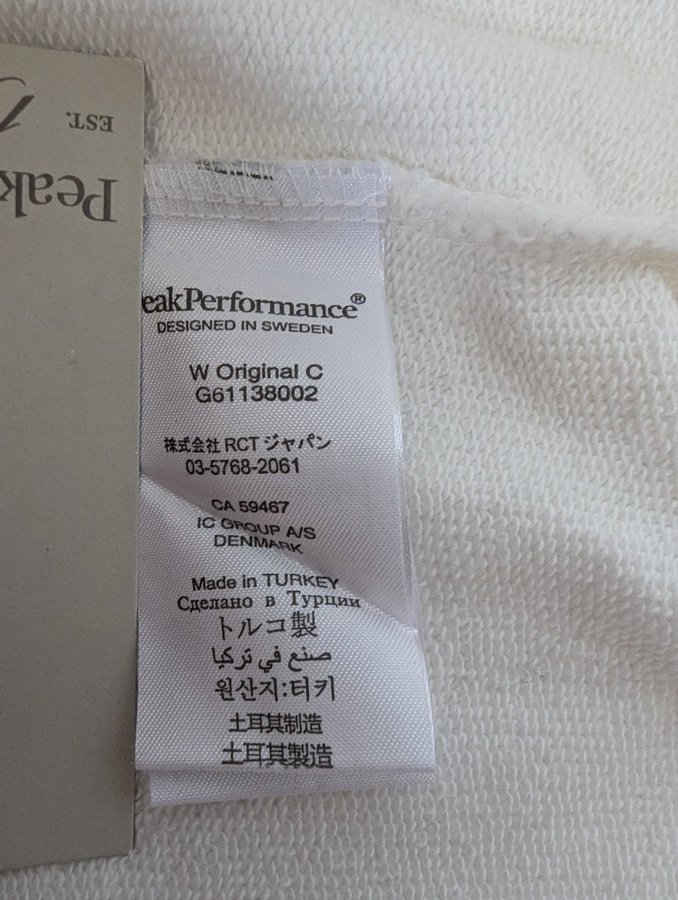 EST.
Peak
eakPerformance®
DESIGNED IN SWEDEN
W Original C
G61138002
株式会社 RCT ジャパン
03-5768-2061
CA 59467
IC GROUP A/S
DENMARK
Made in TURKEY
Сделано в Турции
トルコ製
صنع في تركيا
원산지:터키
土耳其制造
土耳其製造